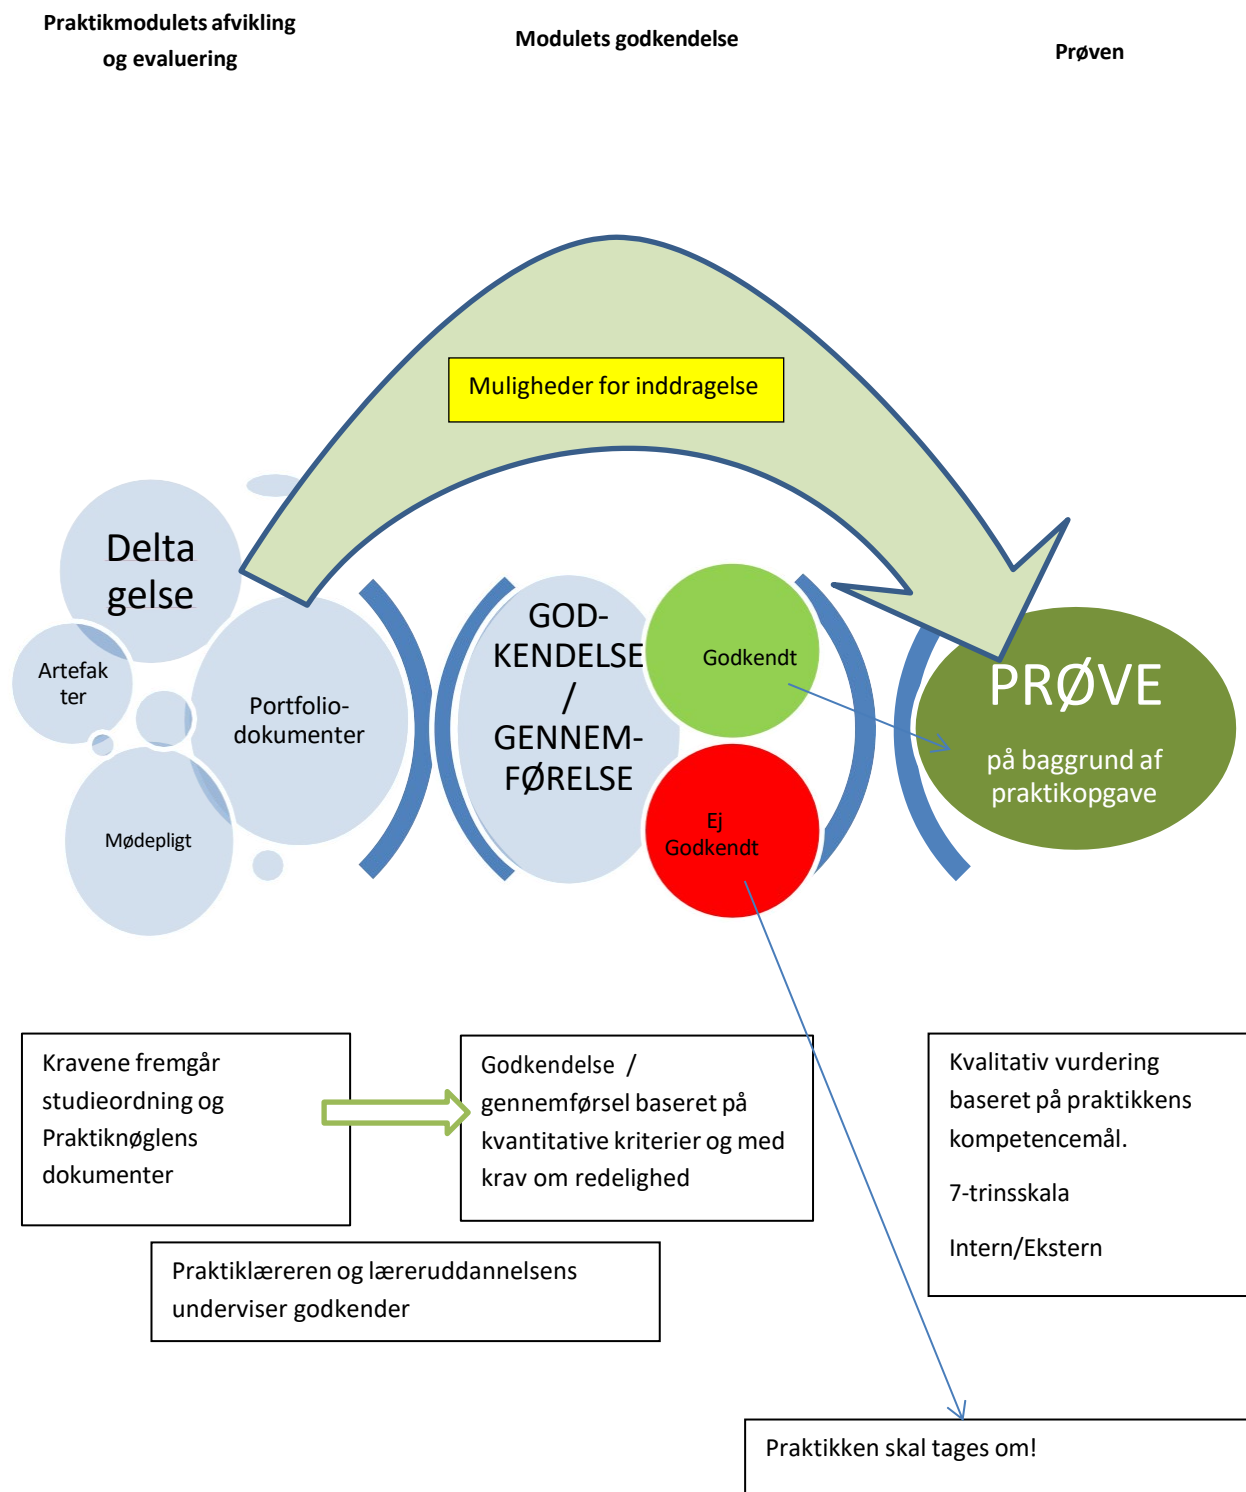 Praktikmodulets afvikling
og evaluering
Modulets godkendelse
Prøven
Muligheder for inddragelse
Delta
gelse
Artefak
ter
Portfolio-
dokumenter
Mødepligt
GOD-
KENDELSE
/
GENNEM-
FØRELSE
Godkendt
Ej
Godkendt
PRØVE
på baggrund af
praktikopgave
Kravene fremgår
studieordning og
Praktiknøglens
dokumenter
Godkendelse /
gennemførsel baseret på
kvantitative kriterier og med
krav om redelighed
Kvalitativ vurdering
baseret på praktikkens
kompetencemål.
7-trinsskala
Intern/Ekstern
Praktiklæreren og læreruddannelsens
underviser godkender
Praktikken skal tages om!